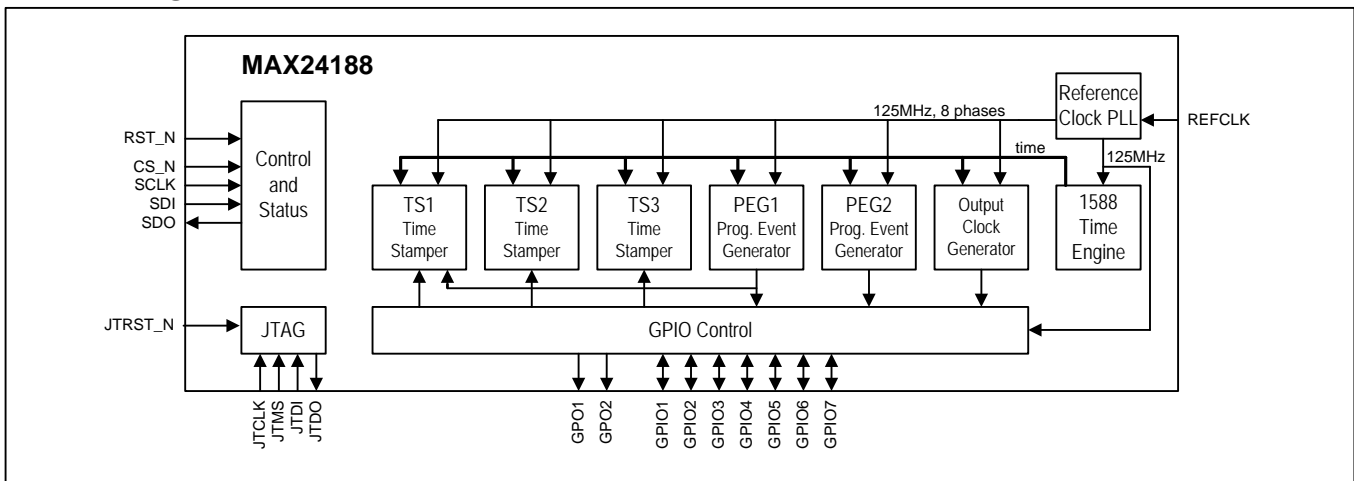 MAX24188
RST_N
CS_N
SCLK
SDI
SDO
Control
and
Status
125MHz, 8 phases
Reference
Clock PLL
REFCLK
time
125MHz
TS1
Time
Stamper
TS2
Time
Stamper
TS3
Time
Stamper
PEG1
Prog. Event
Generator
PEG2
Prog. Event
Generator
Output
Clock
Generator
1588
Time
Engine
JTRST_N
JTAG
GPIO Control
JTCLK
JTMS
JTDI
JTDO
GPO1
GPO2
GPIO1
GPIO2
GPIO3
GPIO4
GPIO5
GPIO6
GPIO7